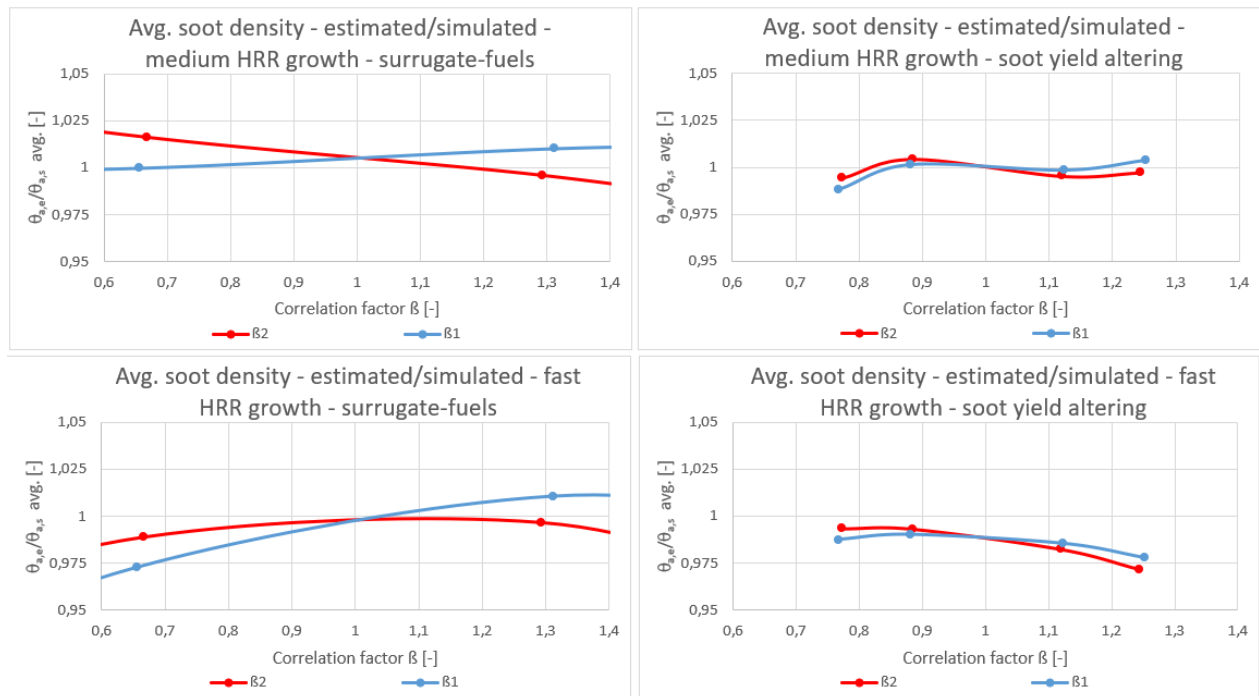 Avg. soot density - estimated/simulated -
medium HRR growth - surrugate-fuels
1,05
1,025
1
0,975
0,95
θa,e/θa,s avg. [-]
0,6 0,7 0,8 0,9 1 1,1 1,2 1,3 1,4
Correlation factor ß [-]
ß2 ß1
Avg. soot density - estimated/simulated -
medium HRR growth - soot yield altering
1,05
1,025
1
0,975
0,95
θa,e/θa,s avg. [-]
0,6 0,7 0,8 0,9 1 1,1 1,2 1,3 1,4
Correlation factor ß [-]
ß2 ß1
Avg. soot density - estimated/simulated - fast
HRR growth - surrugate-fuels
1,05
1,025
1
0,975
0,95
θa,e/θa,s avg. [-]
0,6 0,7 0,8 0,9 1 1,1 1,2 1,3 1,4
Correlation factor ß [-]
ß2 ß1
Avg. soot density - estimated/simulated - fast
HRR growth - soot yield altering
1,05
1,025
1
0,975
0,95
θa,e/θa,s avg. [-]
0,6 0,7 0,8 0,9 1 1,1 1,2 1,3 1,4
Correlation factor ß [-]
ß2 ß1